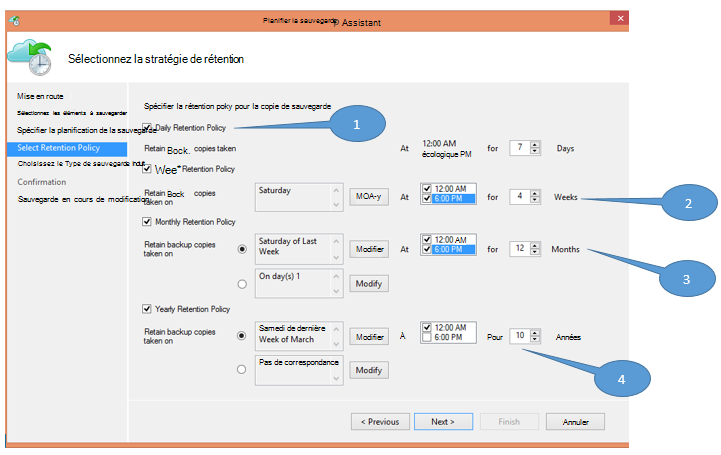 Planifier la sauvegarde Assistant
Sélectionnez la stratégie de rétention
Mise en route
Sélectionnez les éléments à sauvegarder
Spécifier la planification de la sauvegarde
Select Retention Policy
Choisissez le Type de sauvegarde
Confirmation
Sauvegarde en cours de modification
Spécifier la rétention poky pour la copie de sauvegarde
1
Daily Retention Policy
Retain Bock. copies taken At 12:00 AM for 7 Days
écologique PM
Wee* Retention Policy
Retain Bock copies taken on Saturday MOA-y At 12:00 AM for 4 Weeks
6:00 PM
2
Monthly Retention Policy
Retain backup copies taken on Saturday of Last Week Modifier At 12:00 AM for 12 Months
6:00 PM
3
On day(s) 1 Modify
Yearly Retention Policy
Retain backup copies taken on Samedi de dernière Week of March Modifier À 12:00 AM Pour 10 Années
6:00 PM
4
Pas de correspondance Modify
< Previous Next > Finish Annuler